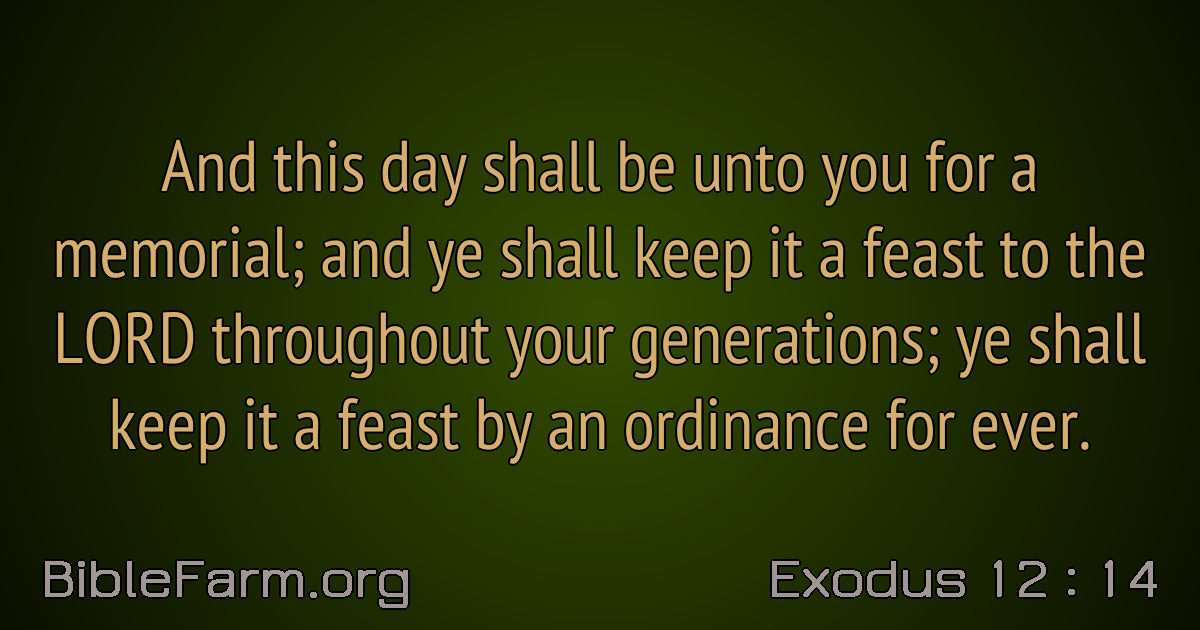 And this day shall be unto you for a
memorial; and ye shall keep it a feast to the
LORD throughout your generations; ye shall
keep it a feast by an ordinance for ever.
BibleFarm.org
Exodus 12 : 14